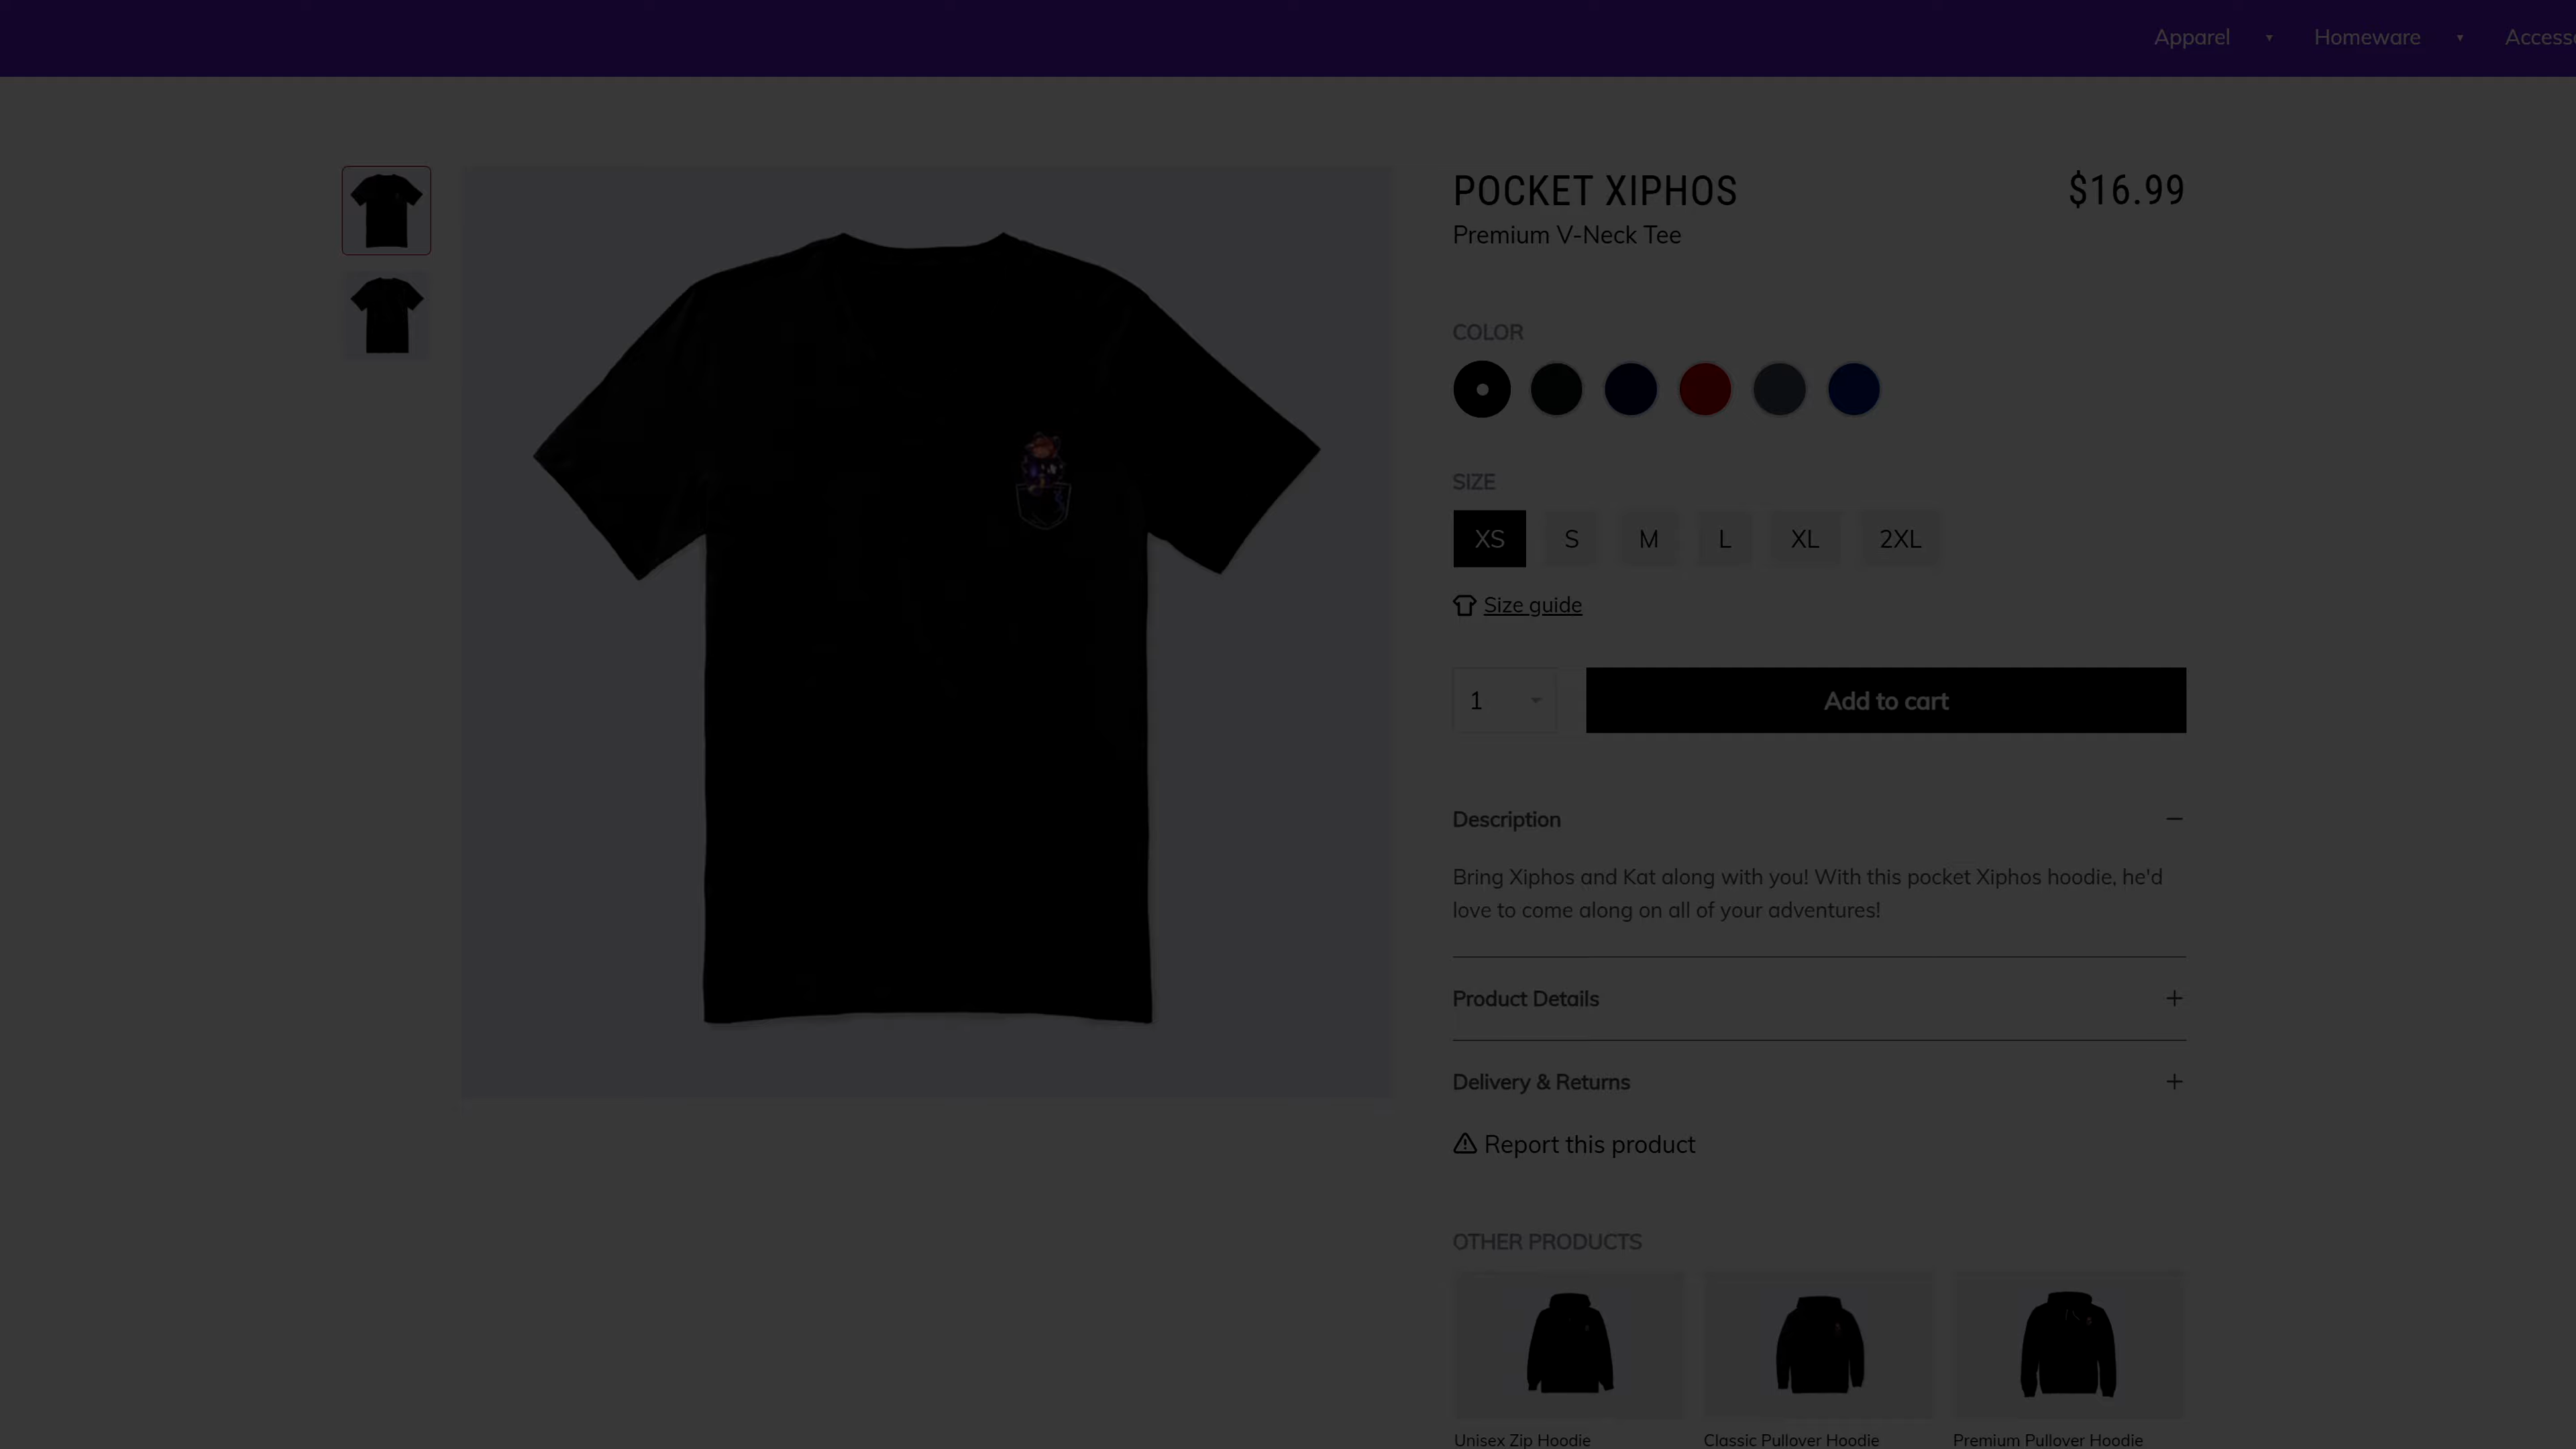 Apparel ▾ Homeware ▾
POCKET XIPHOS
$16.99
Premium V-Neck Tee
COLOR
SIZE
XS S M L XL 2XL
Size guide
1
Add to cart
Description
Bring Xiphos and Kat along with you! With this pocket Xiphos hoodie, he'd
love to come along on all of your adventures!
Product Details
Delivery & Returns
Report this product
OTHER PRODUCTS
Unisex Zip Hoodie
Classic Pullover Hoodie
Premium Pullover Hoodie